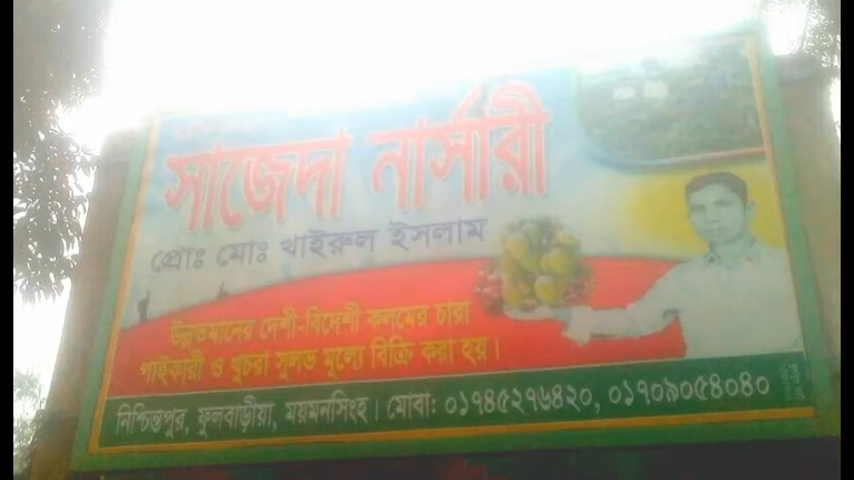 সাজেদা নার্সারী
প্রোঃ মোঃ খাইরুল ইসলাম
উন্নতমানের দেশী-বিদেশী কলমের চারা
পাইকারী ও খুচরা সুলভ মূল্যে বিক্রি করা হয়।
নিশ্চিন্তপুর, ফুলবাড়ীয়া, ময়মনসিংহ। মোবা: ০১৭৪৫২৭৬৪২০, ০১৭০৯০৫৪০৪০